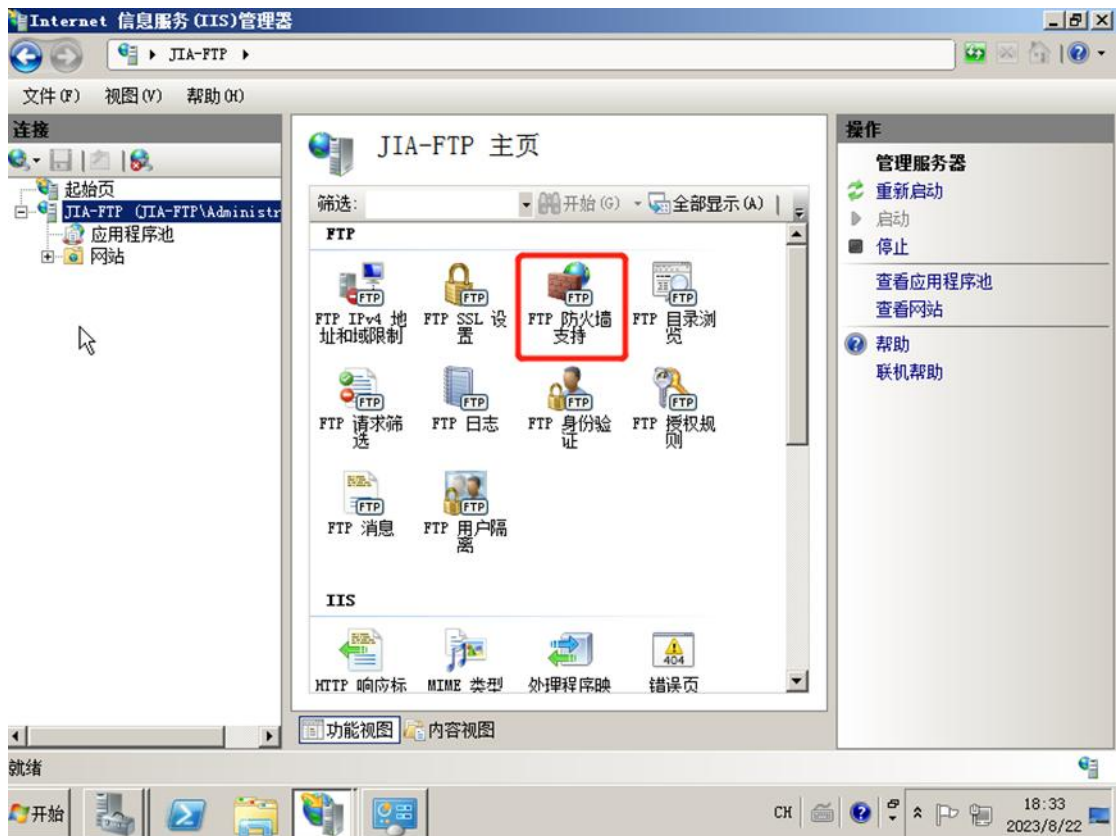 Internet 信息服务(IIS)管理器
JIA-FTP
文件(F) 视图(V) 帮助(H)
连接
起始页
JIA-FTP (JIA-FTP\Administr
应用程序池
网站
JIA-FTP 主页
筛选: 开始(G) 全部显示(A)
FTP
FTP IPv4 地
址和域限制
FTP SSL 设
置
FTP 防火墙
支持
FTP 目录浏
览
FTP 请求筛
选
FTP 日志
FTP 身份验
证
FTP 授权规
则
FTP 消息
FTP 用户隔
离
IIS
HTTP 响应标
MIME 类型
处理程序映
404
错误页
功能视图 内容视图
操作
管理服务器
重新启动
启动
停止
查看应用程序池
查看网站
帮助
联机帮助
就绪
开始
CH
18:33
2023/8/22